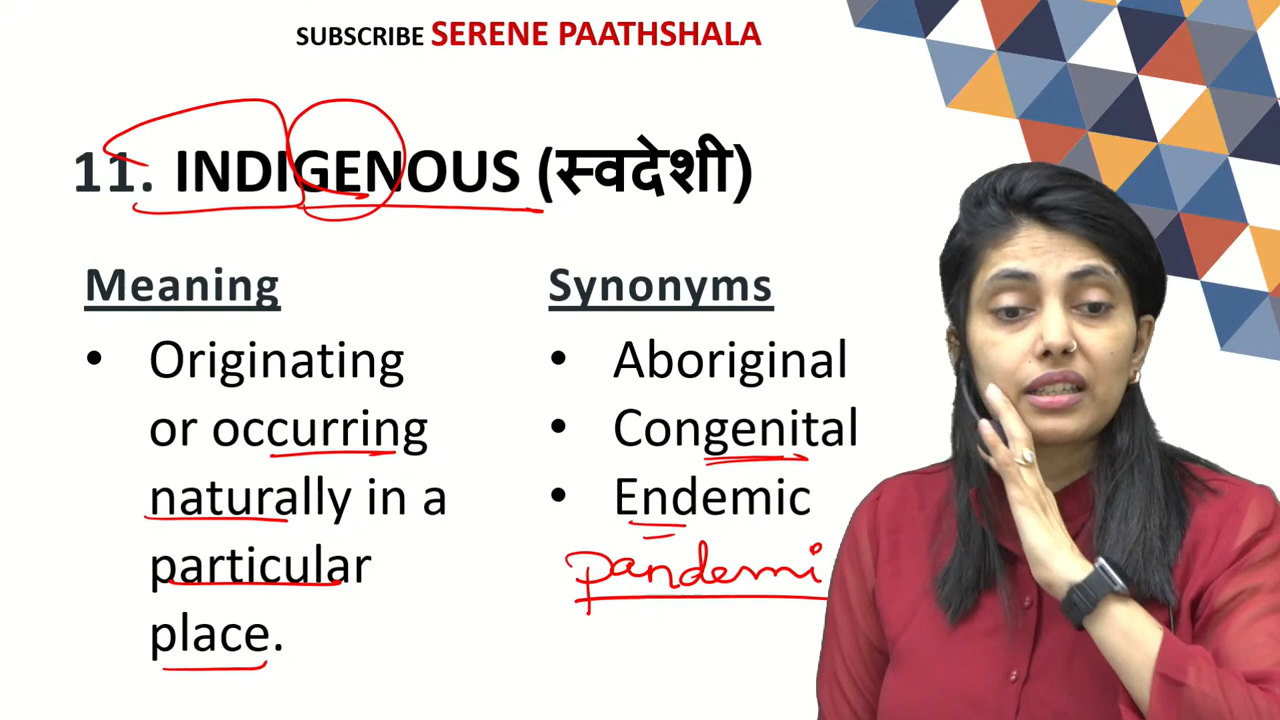 SUBSCRIBE SERENE PAATHSHALA
11. INDIGENOUS (स्वदेशी)
Meaning
• Originating
or occurring
naturally in a
particular
place.
Synonyms
• Aboriginal
• Congenital
• Endemic
pandemi